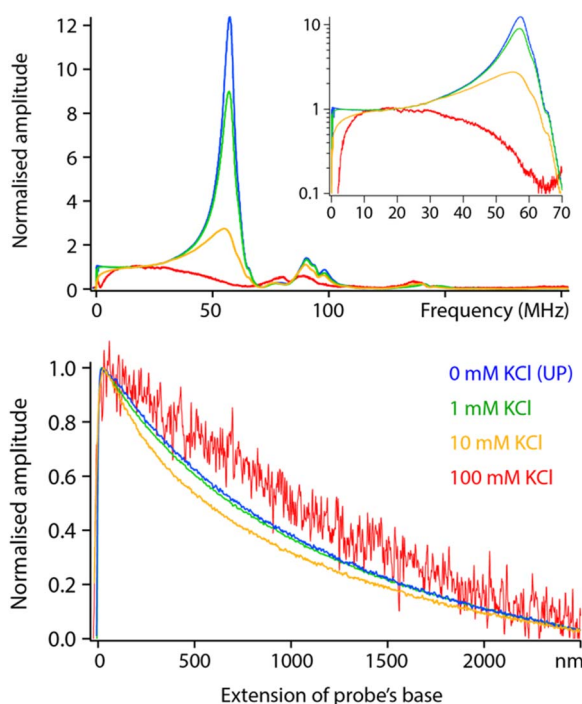 Normalised amplitude
12
10
8
6
4
2
0
0
50
100
Frequency (MHz)
10
1
0.1
0 10 20 30 40 50 60 70
Normalised amplitude
1.0
0.8
0.6
0.4
0.2
0.0
0 mM KCl (UP)
1 mM KCl
10 mM KCl
100 mM KCl
0 500 1000 1500 2000 nm
Extension of probe's base